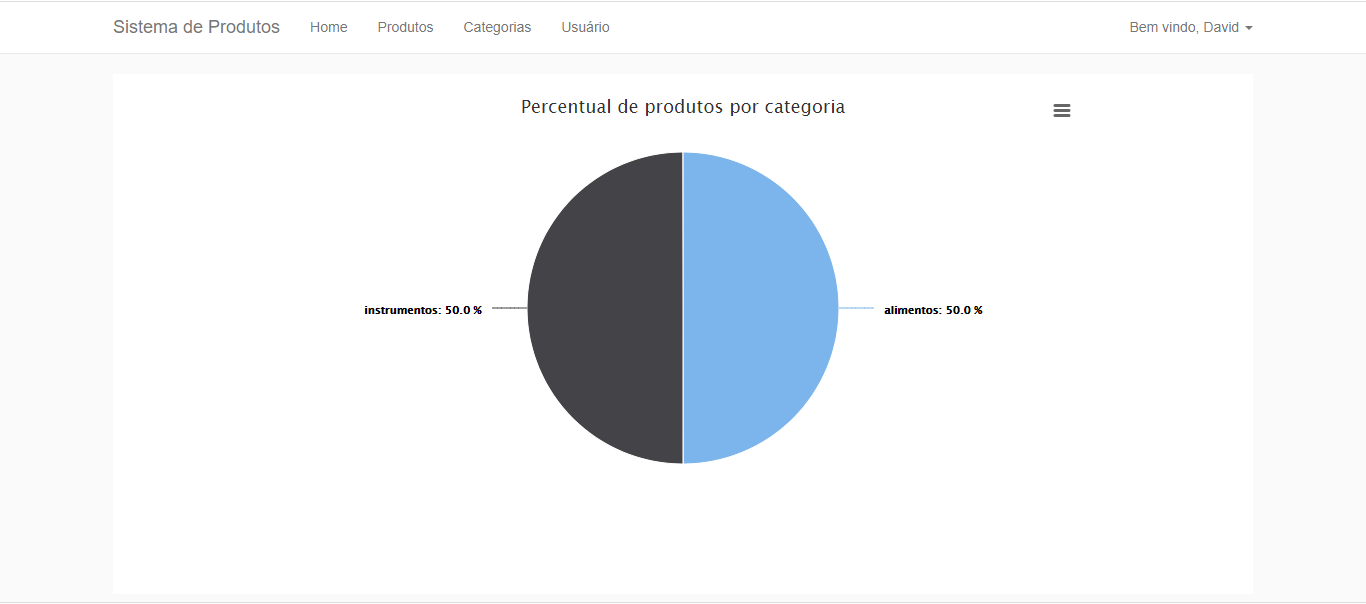 Sistema de Produtos Home Produtos Categorias Usuário Bem vindo, David
Percentual de produtos por categoria
instrumentos: 50.0 % alimentos: 50.0 %